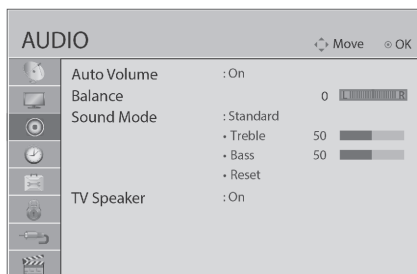 AUDIO Move OK
Auto Volume : On
Balance 0 L R
Sound Mode : Standard
• Treble 50
• Bass 50
• Reset
TV Speaker : On